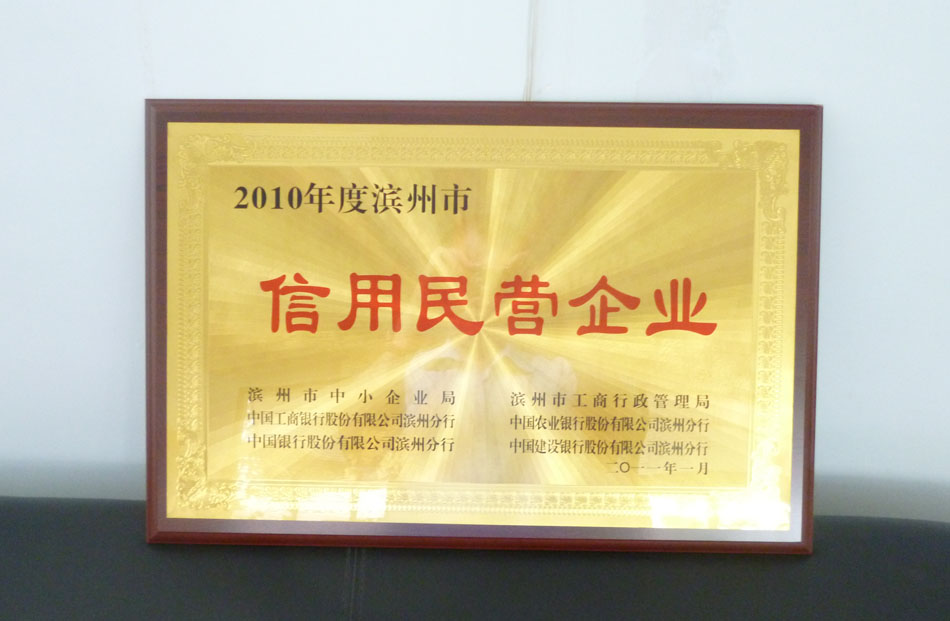 2010年度滨州市
信用民营企业
滨州市中小企业局
中国工商银行股份有限公司滨州分行
中国银行股份有限公司滨州分行
滨州市工商行政管理局
中国农业银行股份有限公司滨州分行
中国建设银行股份有限公司滨州分行
二〇一一年一月